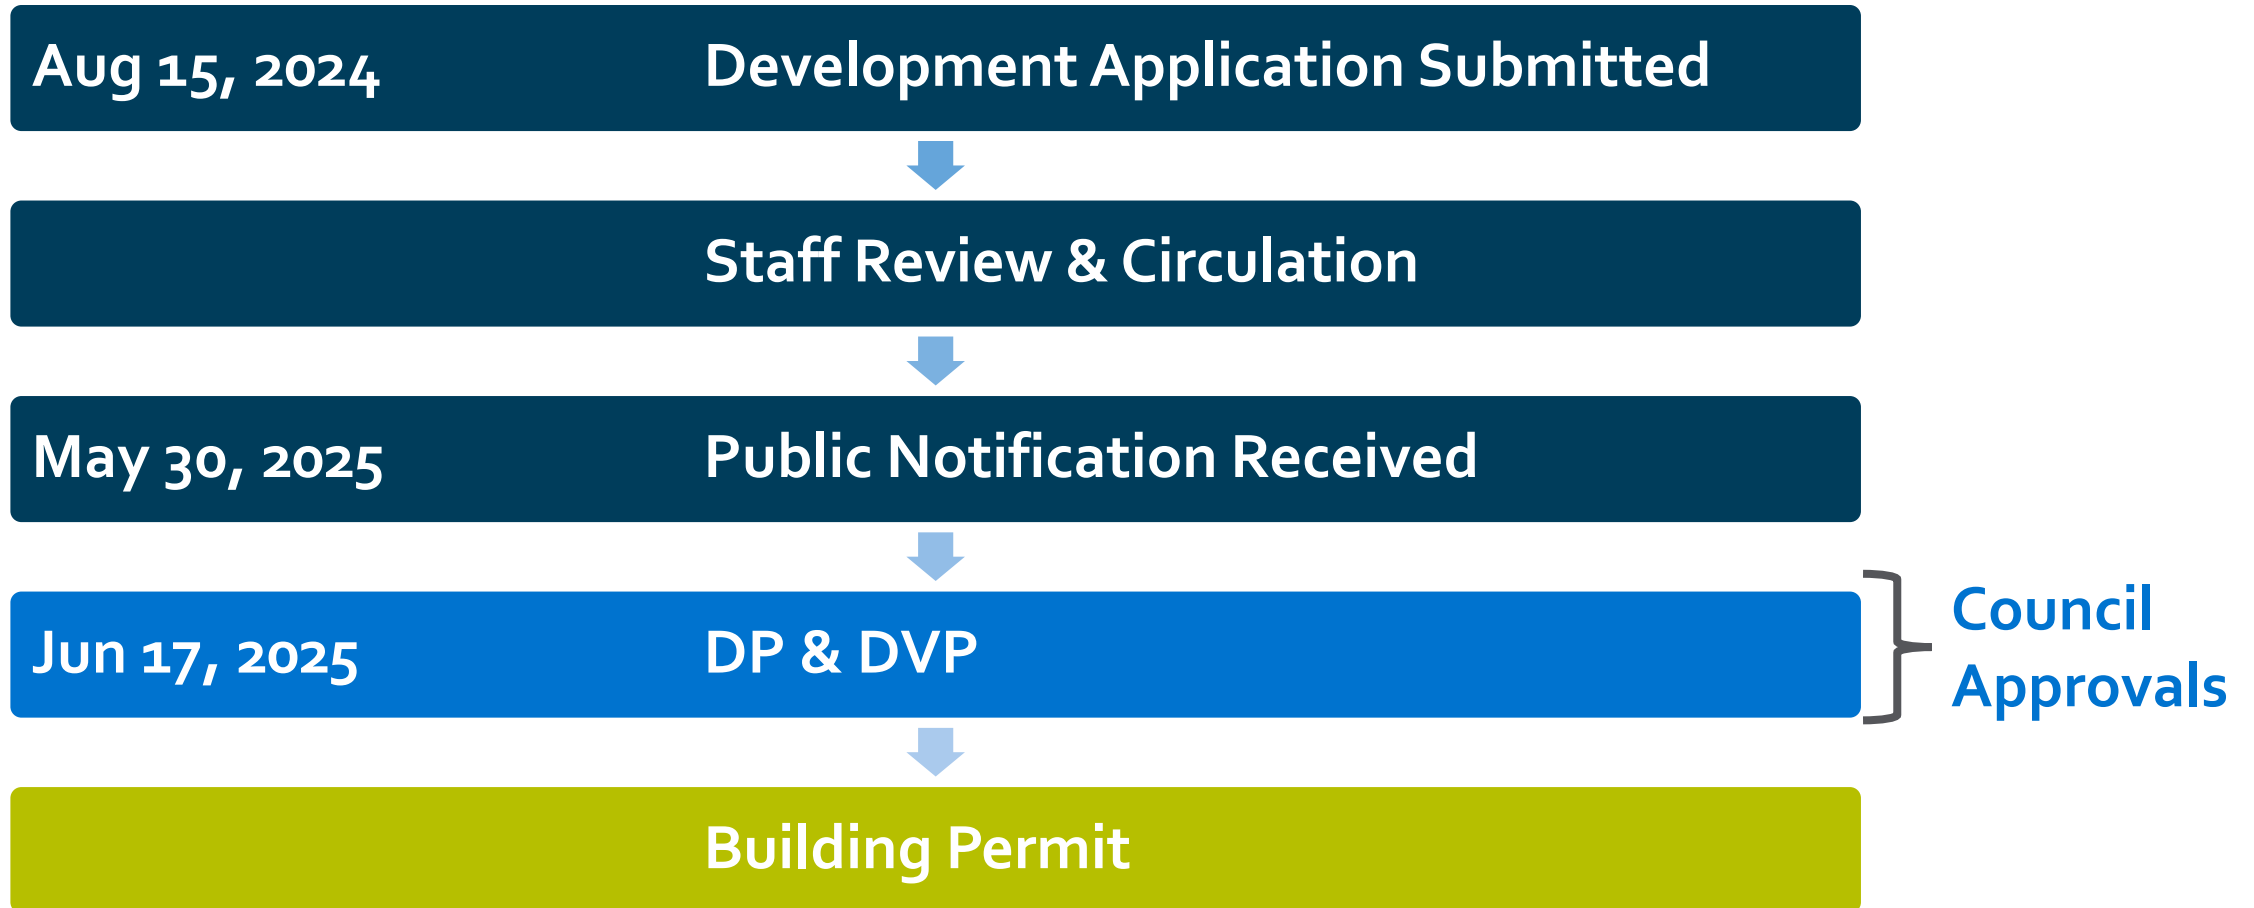 Aug 15, 2024 Development Application Submitted
Staff Review & Circulation
May 30, 2025 Public Notification Received
Jun 17, 2025 DP & DVP
Council
Approvals
Building Permit